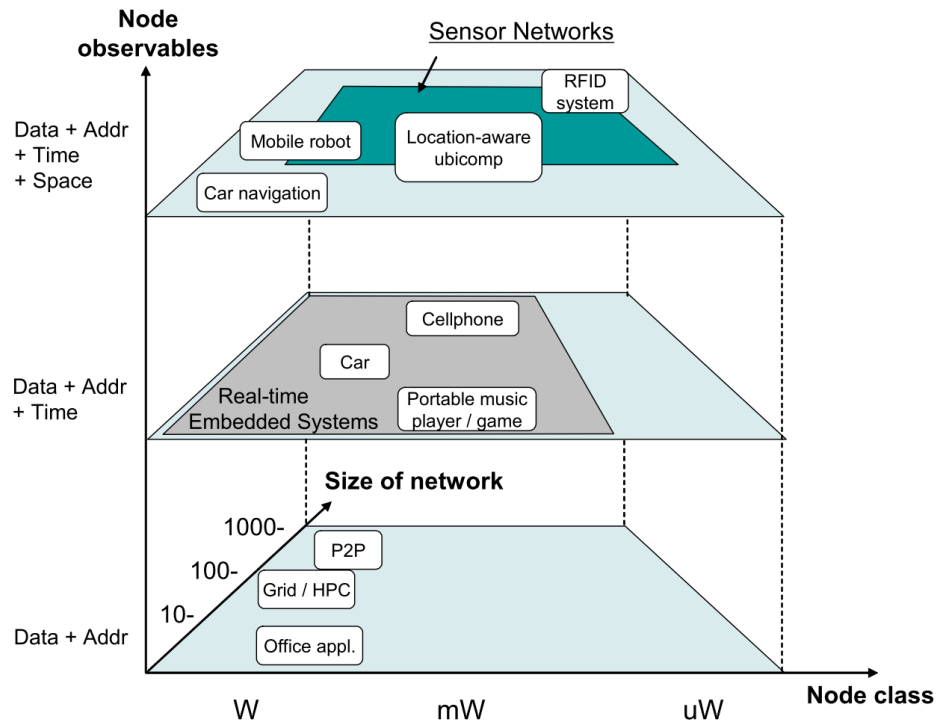 Node
observables
Sensor Networks
RFID
system
Data + Addr
+ Time
+ Space
Mobile robot
Location-aware
ubicomp
Car navigation
Cellphone
Car
Data + Addr
+ Time
Real-time
Embedded Systems
Portable music
player / game
Size of network
1000-
P2P
100-
Grid / HPC
10-
Data + Addr
Office appl.
Node class
W
mW
uW